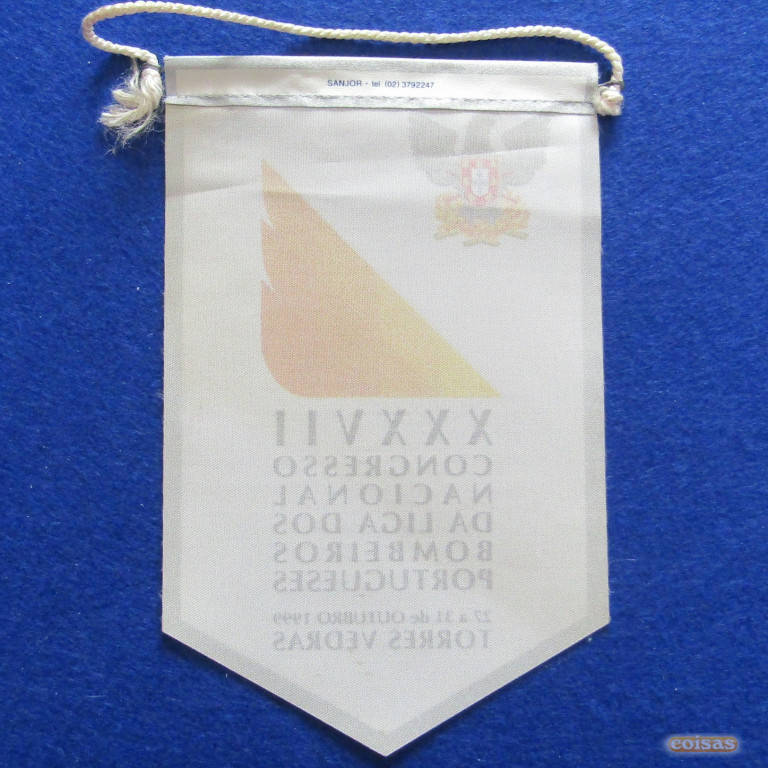 SANJOR - tel (02) 3792247
XXXVII
CONGRESSO
NACIONAL
DA LIGA DOS
BOMBEIROS
PORTUGUESES
27 a 31 de OUTUBRO 1999
TORRES VEDRAS
coisas